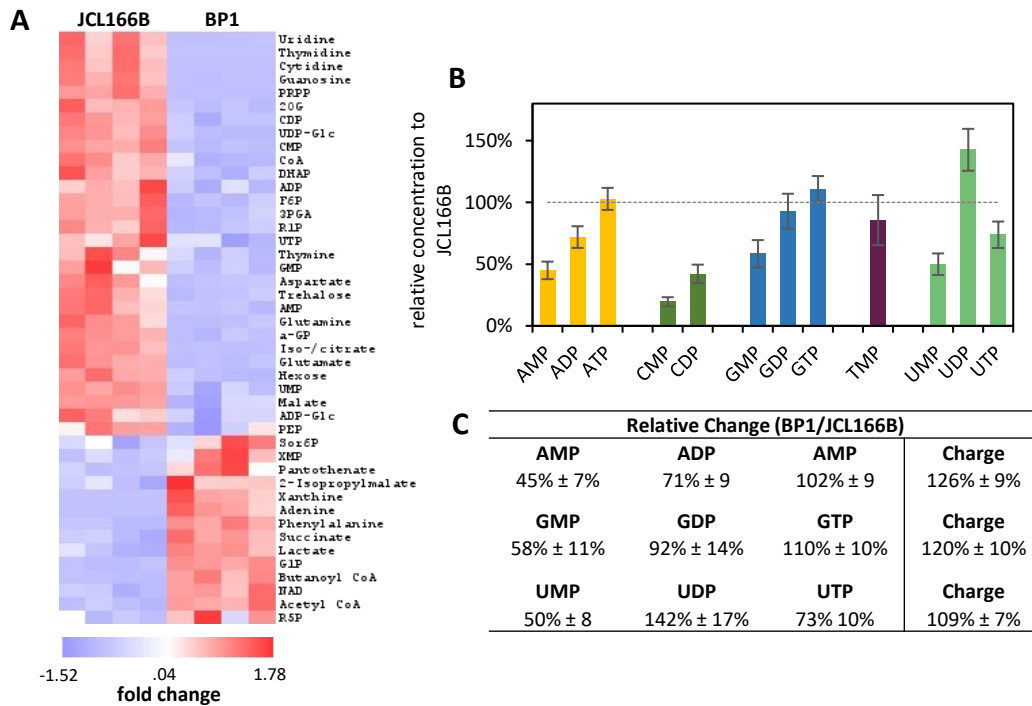 A
JCL166B BP1
Uridine
Thymidine
Cytidine
Guanosine
PRPP
2OG
CDP
UDP-Glc
CMP
CoA
DHAP
ADP
F6P
3PGA
R1P
UTP
Thymine
GMP
Aspartate
Trehalose
AMP
Glutamine
a-GP
Iso-/citrate
Glutamate
Hexose
UMP
Malate
ADP-Glc
PEP
Sor6P
XMP
Pantothenate
2-Isopropylmalate
Xanthine
Adenine
Phenylalanine
Succinate
Lactate
G1P
Butanoyl CoA
NAD
Acetyl CoA
R5P
-1.52 .04 1.78
fold change
B
relative concentration to
JCL166B
150%
100%
50%
0%
AMP ADP ATP CMP CDP GMP GDP GTP TMP UMP UDP UTP
C
Relative Change (BP1/JCL166B)
AMP ADP AMP Charge
45% ± 7% 71% ± 9 102% ± 9 126% ± 9%
GMP GDP GTP Charge
58% ± 11% 92% ± 14% 110% ± 10% 120% ± 10%
UMP UDP UTP Charge
50% ± 8 142% ± 17% 73% 10% 109% ± 7%